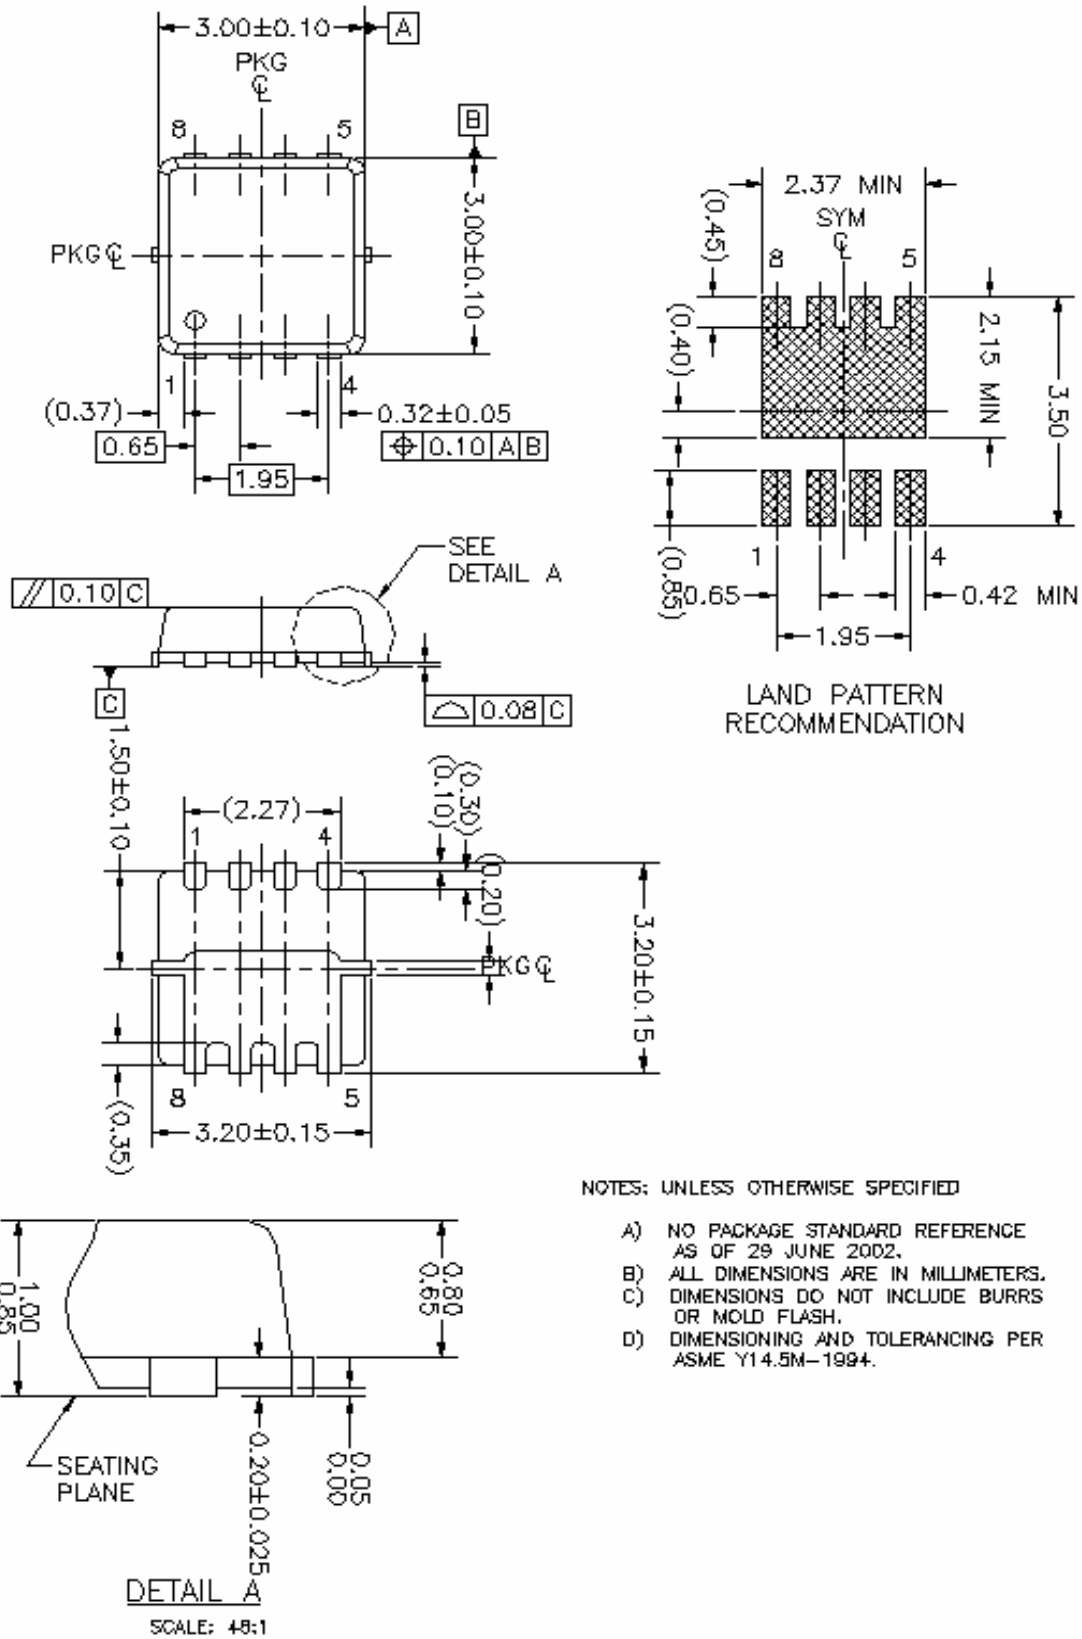 3.00±0.10
A
PKG
℄
B
8
5
3.00±0.10
PKG ℄
1
4
(0.37)
0.32±0.05
0.65
⌖ 0.10 A B
1.95
2.37 MIN
SYM
℄
(0.45)
8
5
(0.40)
2.15 MIN
3.50
1
4
(0.85)
0.65
0.42 MIN
1.95
LAND PATTERN
RECOMMENDATION
SEE
DETAIL A
// 0.10 C
C
⌓ 0.08 C
1.50±0.10
(2.27)
(0.10)
(0.30)
1
4
(0.20)
3.20±0.15
PKG ℄
8
5
(0.35)
3.20±0.15
NOTES: UNLESS OTHERWISE SPECIFIED
A) NO PACKAGE STANDARD REFERENCE
AS OF 29 JUNE 2002.
B) ALL DIMENSIONS ARE IN MILLIMETERS.
C) DIMENSIONS DO NOT INCLUDE BURRS
OR MOLD FLASH.
D) DIMENSIONING AND TOLERANCING PER
ASME Y14.5M-1994.
1.00
0.85
0.80
0.65
SEATING
PLANE
0.20±0.025
0.05
0.00
DETAIL A
SCALE: 48:1